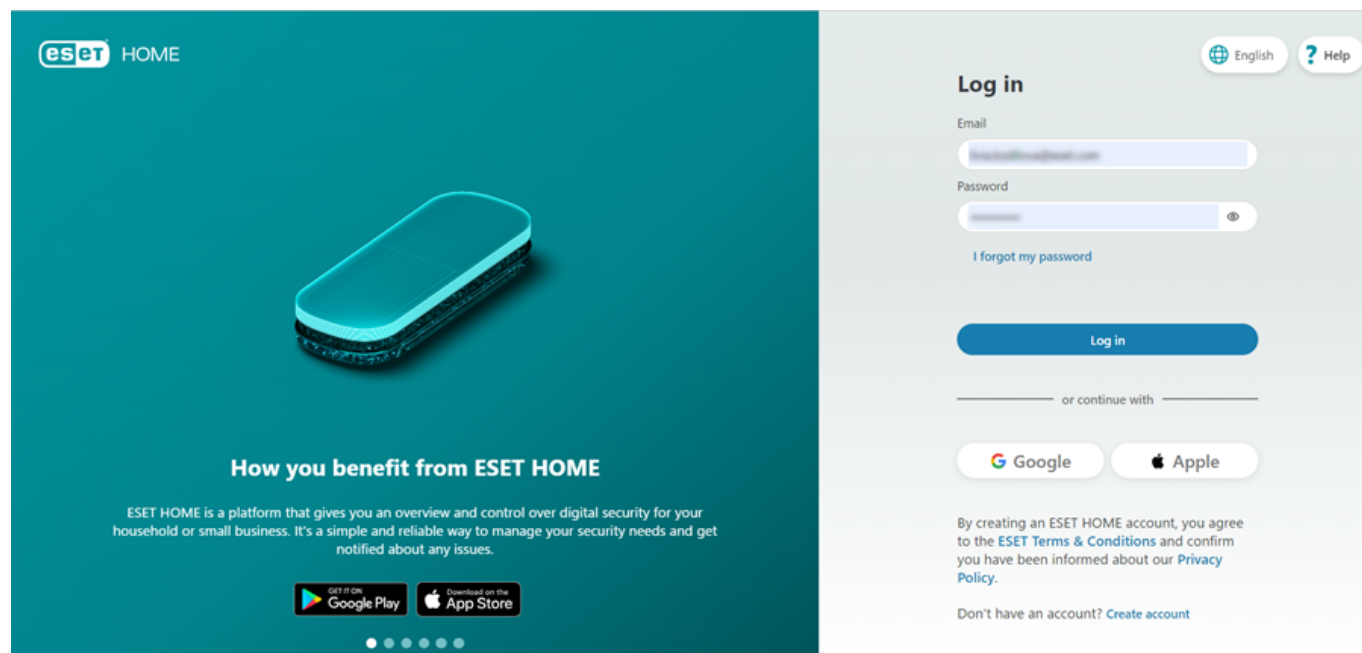 eset HOME
How you benefit from ESET HOME
ESET HOME is a platform that gives you an overview and control over digital security for your
household or small business. It's a simple and reliable way to manage your security needs and get
notified about any issues.
GET IT ON
Google Play
Download on the
App Store
English
? Help
Log in
Email
Password
I forgot my password
Log in
or continue with
Google
Apple
By creating an ESET HOME account, you agree
to the ESET Terms & Conditions and confirm
you have been informed about our Privacy
Policy.
Don't have an account? Create account